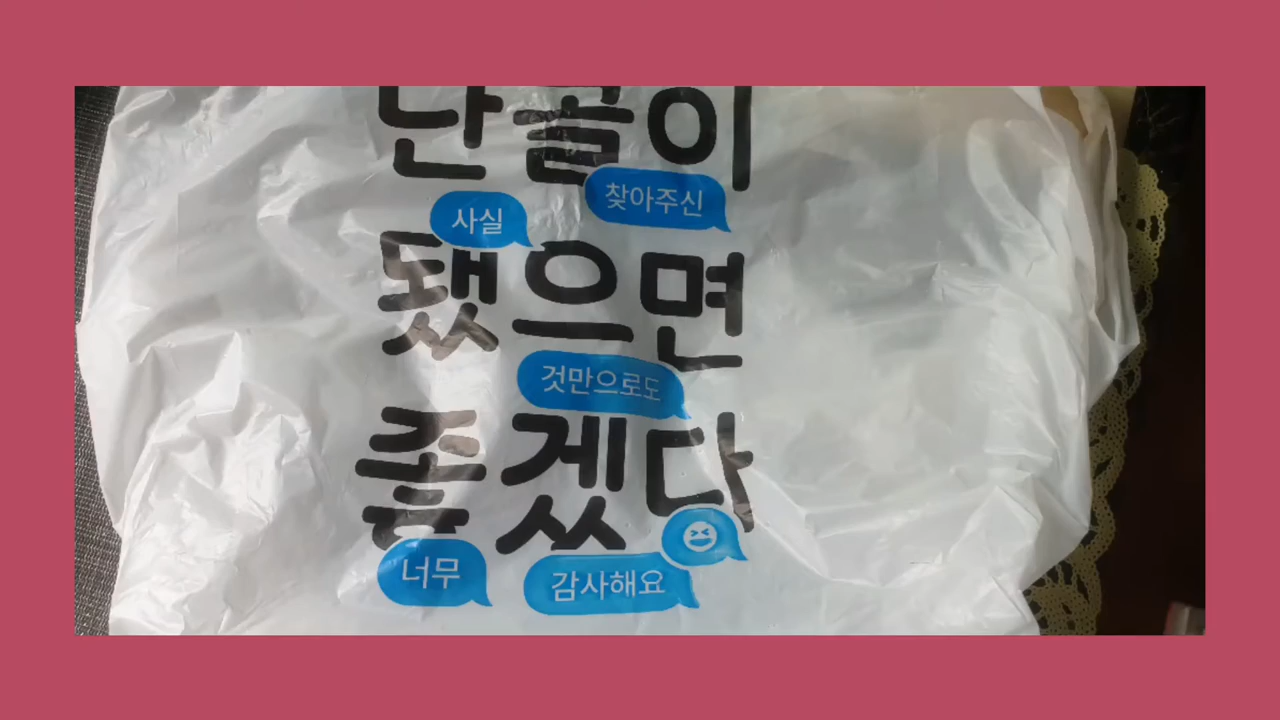 단골이
사실 찾아주신
됐으면
것만으로도
좋겠다
너무 감사해요